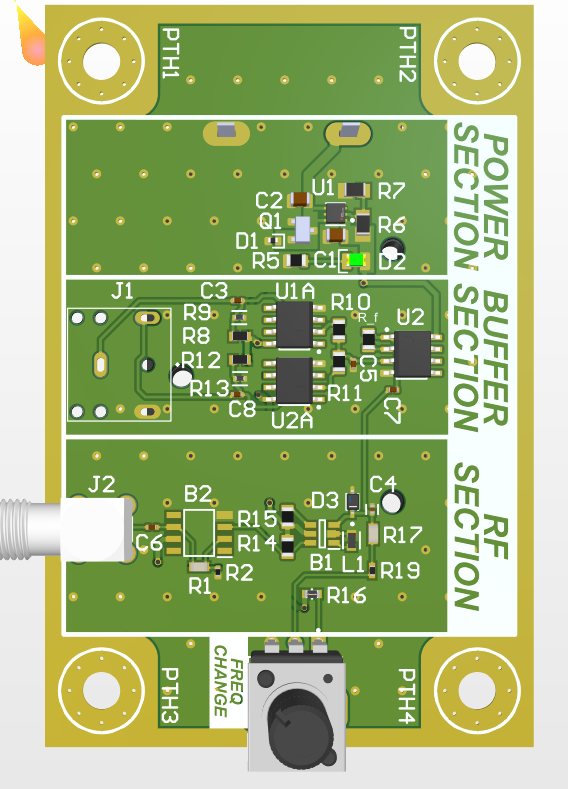 PTH1
PTH2
POWER
SECTION
U1
R7
C2
Q1
R6
D1
R5
C1
D2
BUFFER
SECTION
J1
C3
U1A
R10
U2
R9
R_f
R8
R12
C5
R13
R11
C8
C7
U2A
RF
SECTION
J2
B2
D3
C4
R15
R17
C6
R14
B1
L1
R1
R2
R19
R16
FREQ
CHANGE
PTH3
PTH4